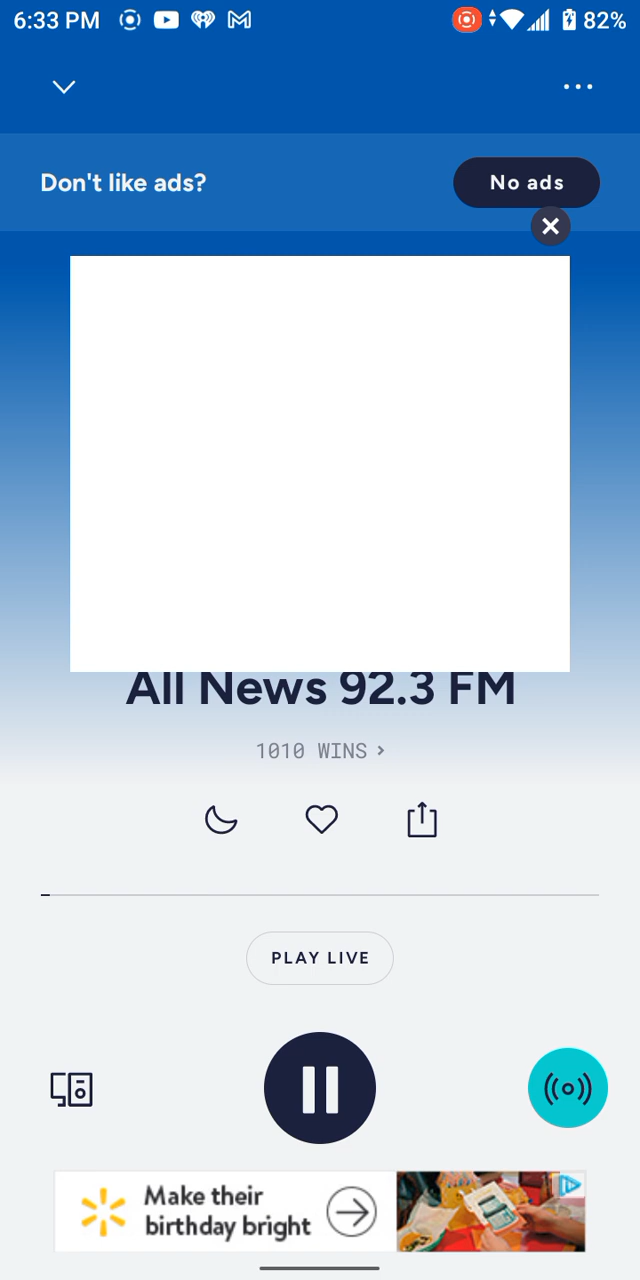 6:33 PM
82%
Don't like ads?
No ads
All News 92.3 FM
1010 WINS
PLAY LIVE
Make their
birthday bright